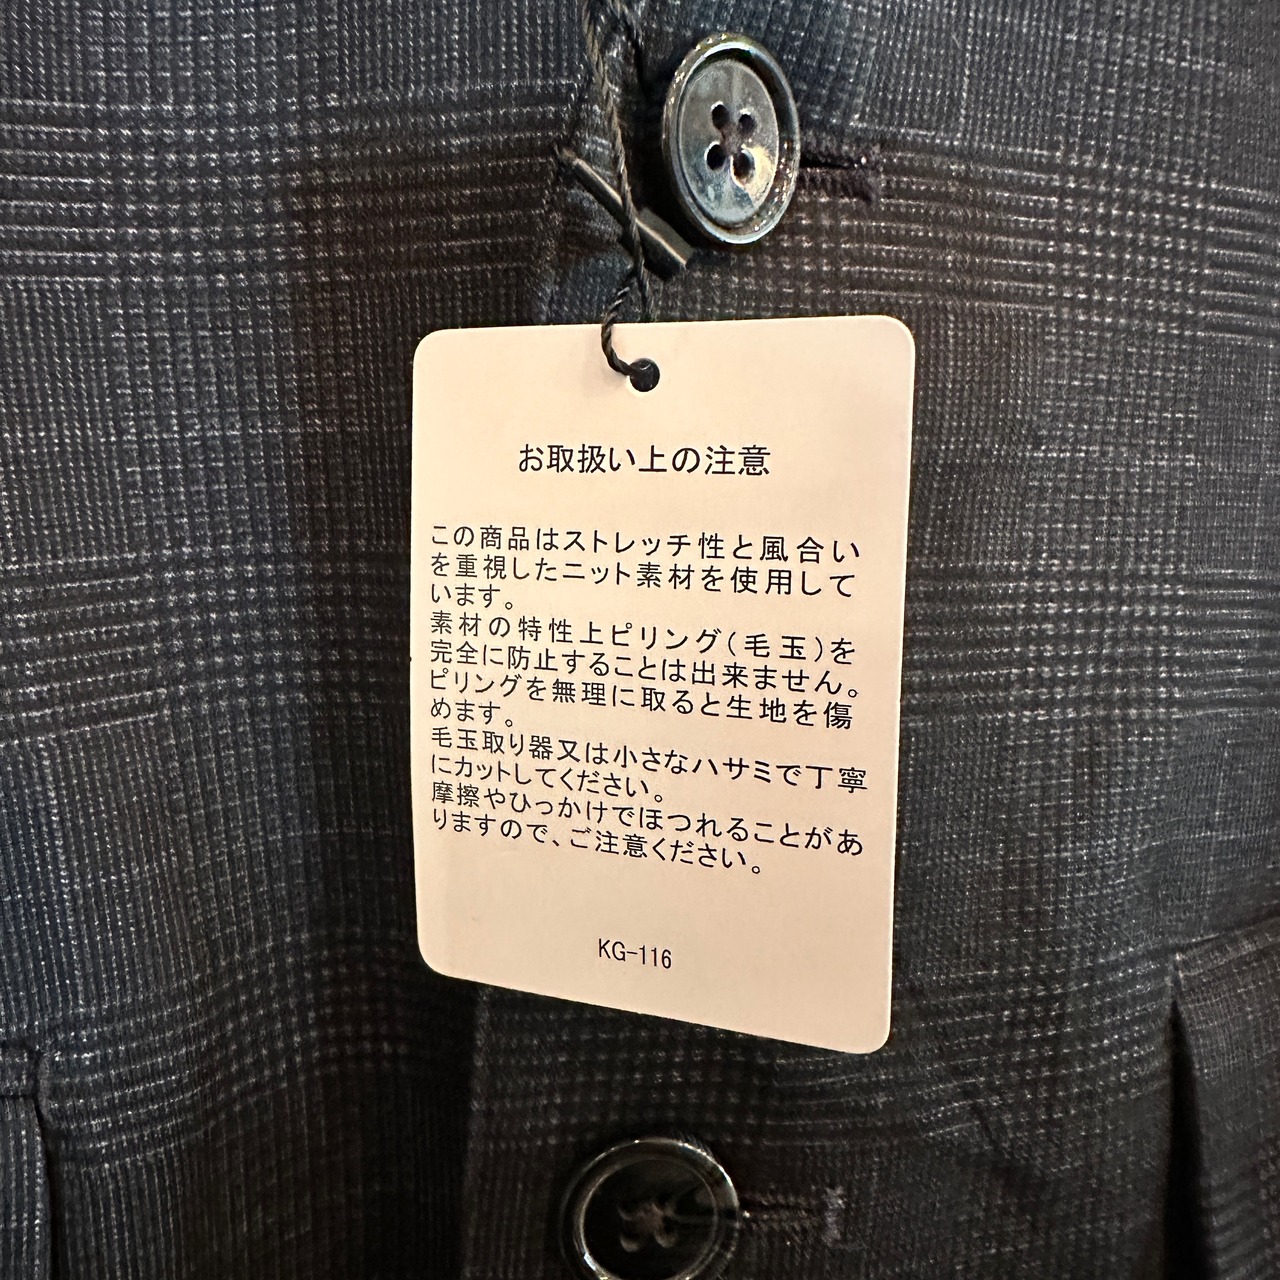 お取扱い上の注意
この商品はストレッチ性と風合い
を重視したニット素材を使用して
います。
素材の特性上ピリング(毛玉)を
完全に防止することは出来ません。
ピリングを無理に取ると生地を傷
めます。
毛玉取り器又は小さなハサミで丁寧
にカットしてください。
摩擦やひっかけでほつれることがあ
りますので、ご注意ください。
KG-116